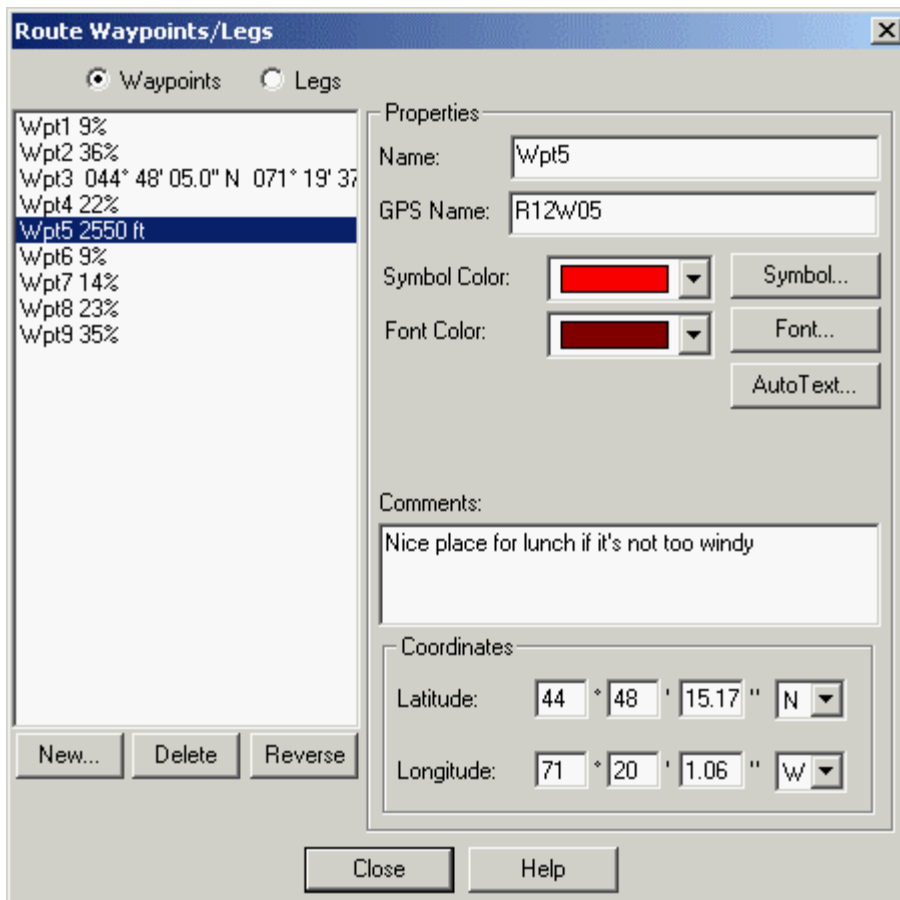 Route Waypoints/Legs
Waypoints Legs
Wpt1 9%
Wpt2 36%
Wpt3 044° 48' 05.0" N 071° 19' 37
Wpt4 22%
Wpt5 2550 ft
Wpt6 9%
Wpt7 14%
Wpt8 23%
Wpt9 35%
New... Delete Reverse
Properties
Name: Wpt5
GPS Name: R12W05
Symbol Color: Symbol...
Font Color: Font...
AutoText...
Comments:
Nice place for lunch if it's not too windy
Coordinates
Latitude: 44 ° 48 ' 15.17 " N
Longitude: 71 ° 20 ' 1.06 " W
Close Help